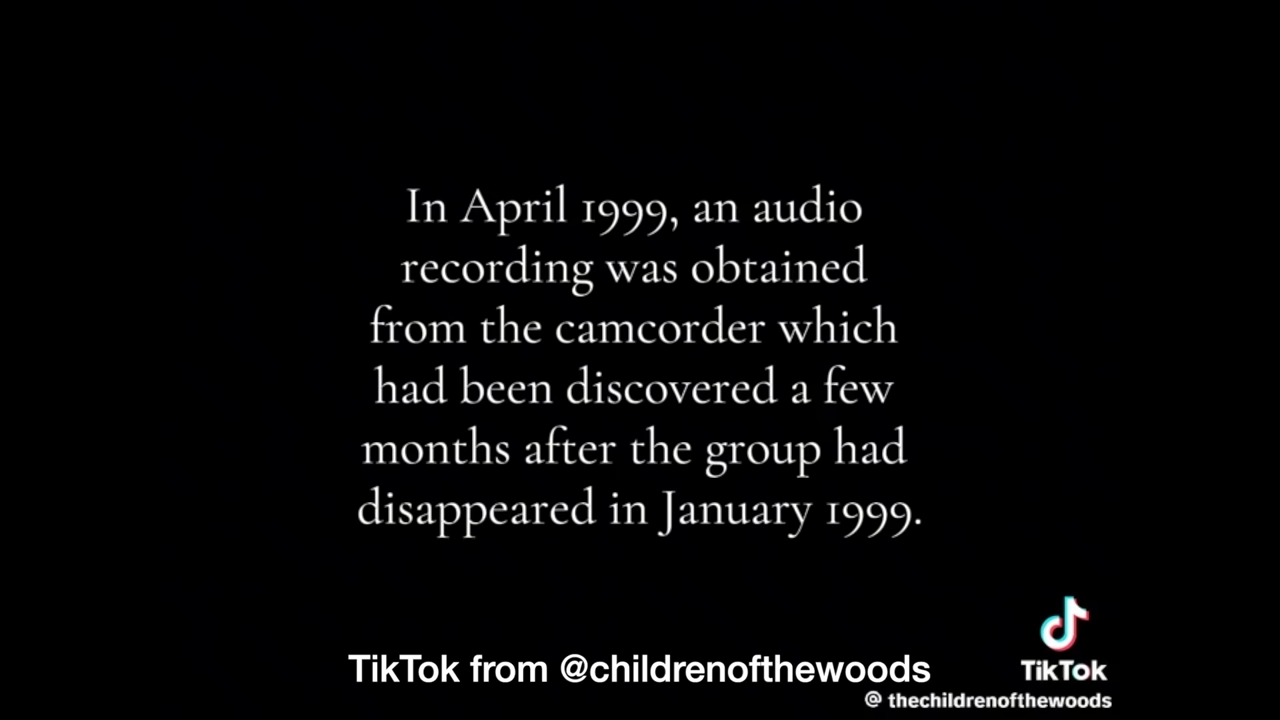 In April 1999, an audio
recording was obtained
from the camcorder which
had been discovered a few
months after the group had
disappeared in January 1999.
TikTok from @childrenofthewoods
TikTok
@ thechildrenofthewoods